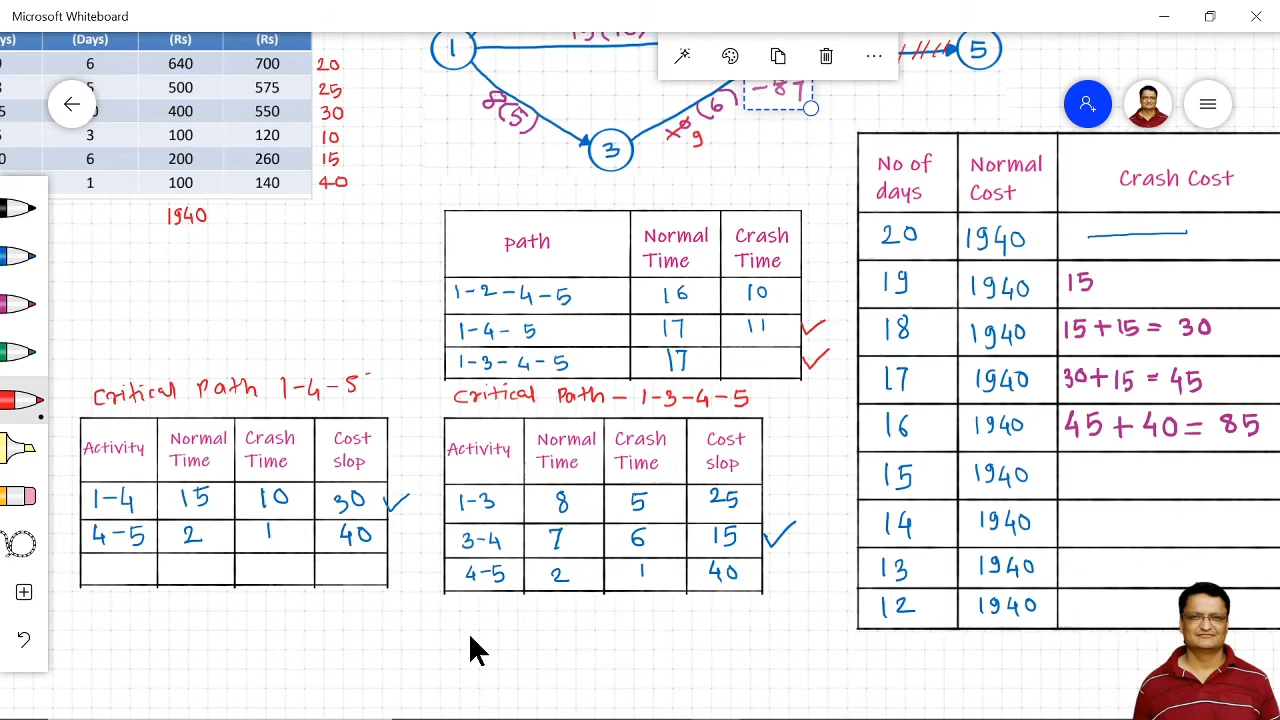 Microsoft Whiteboard
(Days) (Rs) (Rs)
6 640 700 20
500 575 25
400 550 30
3 100 120 10
6 200 260 15
1 100 140 40
1940
1
5
8(5)
3
(6)
9
-87
path Normal Time Crash Time
1-2-4-5 16 10
1-4-5 17 11
1-3-4-5 17
Critical Path 1-4-5
Activity Normal Time Crash Time Cost slop
1-4 15 10 30
4-5 2 1 40
Critical Path - 1-3-4-5
Activity Normal Time Crash Time Cost slop
1-3 8 5 25
3-4 7 6 15
4-5 2 1 40
No of days Normal Cost Crash Cost
20 1940
19 1940 15
18 1940 15+15= 30
17 1940 30+15 = 45
16 1940 45+40= 85
15 1940
14 1940
13 1940
12 1940